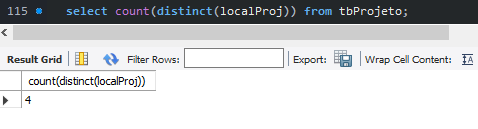 115 select count(distinct(localProj)) from tbProjeto;
Result Grid Filter Rows: Export: Wrap Cell Content:
count(distinct(localProj))
4